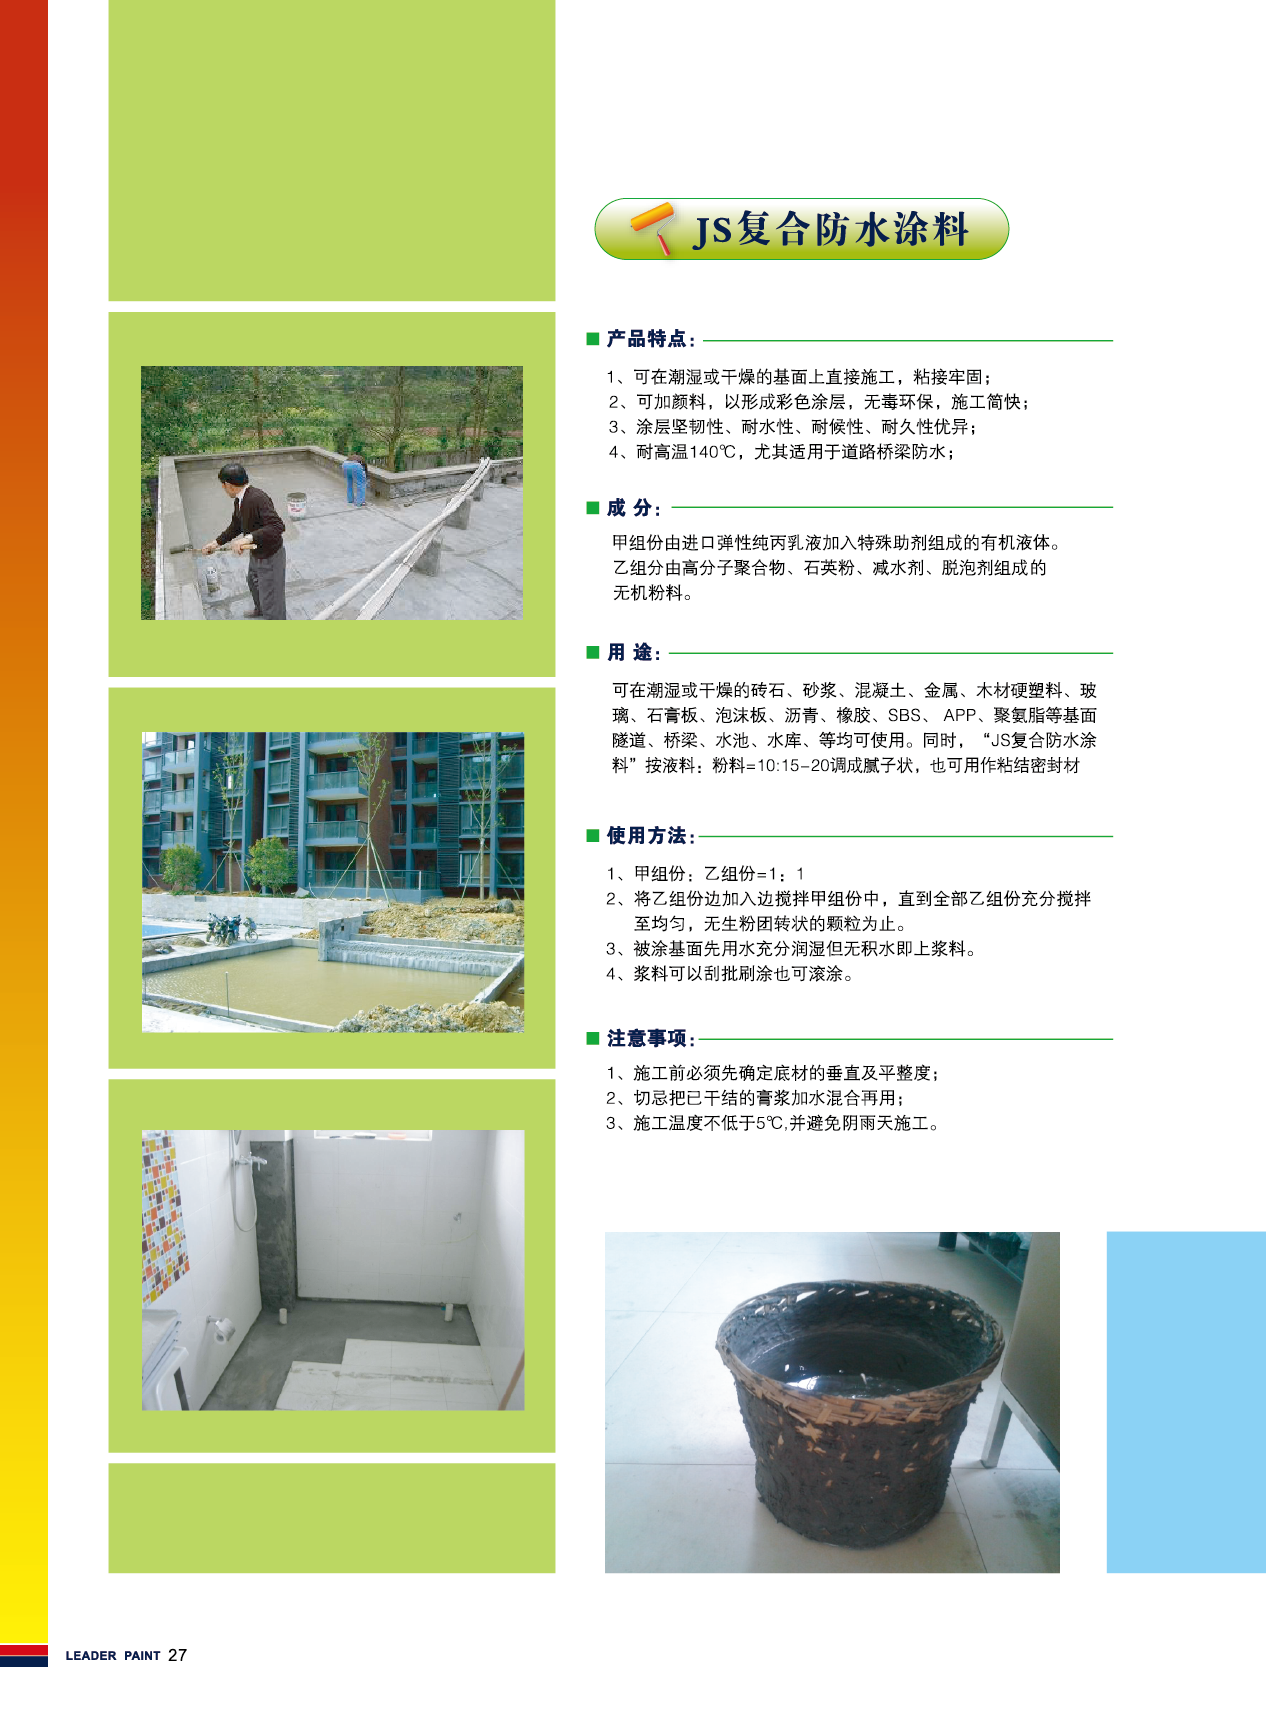 JS复合防水涂料
产品特点：
1、可在潮湿或干燥的基面上直接施工，粘接牢固；
2、可加颜料，以形成彩色涂层，无毒环保，施工简快；
3、涂层坚韧性、耐水性、耐候性、耐久性优异；
4、耐高温140℃，尤其适用于道路桥梁防水；
成 分：
甲组份由进口弹性纯丙乳液加入特殊助剂组成的有机液体。
乙组分由高分子聚合物、石英粉、减水剂、脱泡剂组成的
无机粉料。
用 途：
可在潮湿或干燥的砖石、砂浆、混凝土、金属、木材硬塑料、玻
璃、石膏板、泡沫板、沥青、橡胶、SBS、 APP、聚氨脂等基面
隧道、桥梁、水池、水库、等均可使用。同时，“JS复合防水涂
料”按液料：粉料=10:15-20调成腻子状，也可用作粘结密封材
使用方法：
1、甲组份：乙组份=1：1
2、将乙组份边加入边搅拌甲组份中，直到全部乙组份充分搅拌
至均匀，无生粉团转状的颗粒为止。
3、被涂基面先用水充分润湿但无积水即上浆料。
4、浆料可以刮批刷涂也可滚涂。
注意事项：
1、施工前必须先确定底材的垂直及平整度；
2、切忌把已干结的膏浆加水混合再用；
3、施工温度不低于5℃,并避免阴雨天施工。
LEADER PAINT 27